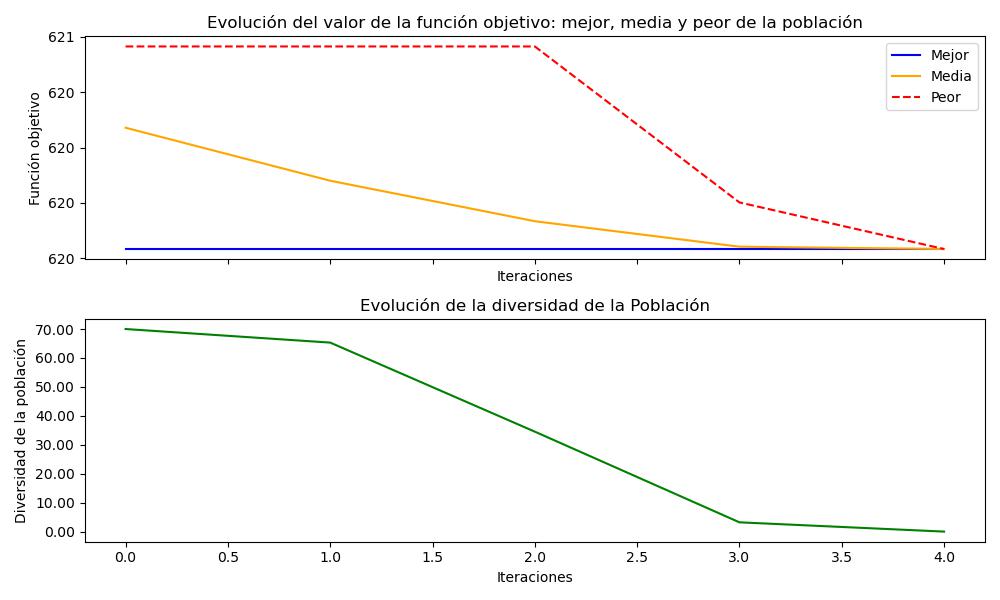 Evolución del valor de la función objetivo: mejor, media y peor de la población
621
620
620
620
620
Función objetivo
Mejor
Media
Peor
Iteraciones
Evolución de la diversidad de la Población
70.00
60.00
50.00
40.00
30.00
20.00
10.00
0.00
Diversidad de la población
0.0 0.5 1.0 1.5 2.0 2.5 3.0 3.5 4.0
Iteraciones